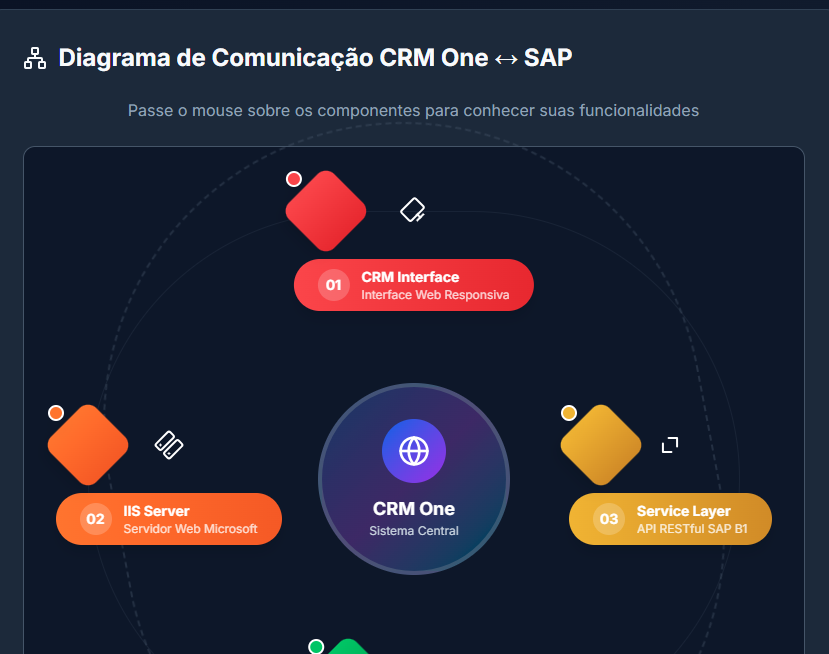 Diagrama de Comunicação CRM One ↔ SAP
Passe o mouse sobre os componentes para conhecer suas funcionalidades
01
CRM Interface
Interface Web Responsiva
02
IIS Server
Servidor Web Microsoft
CRM One
Sistema Central
03
Service Layer
API RESTful SAP B1